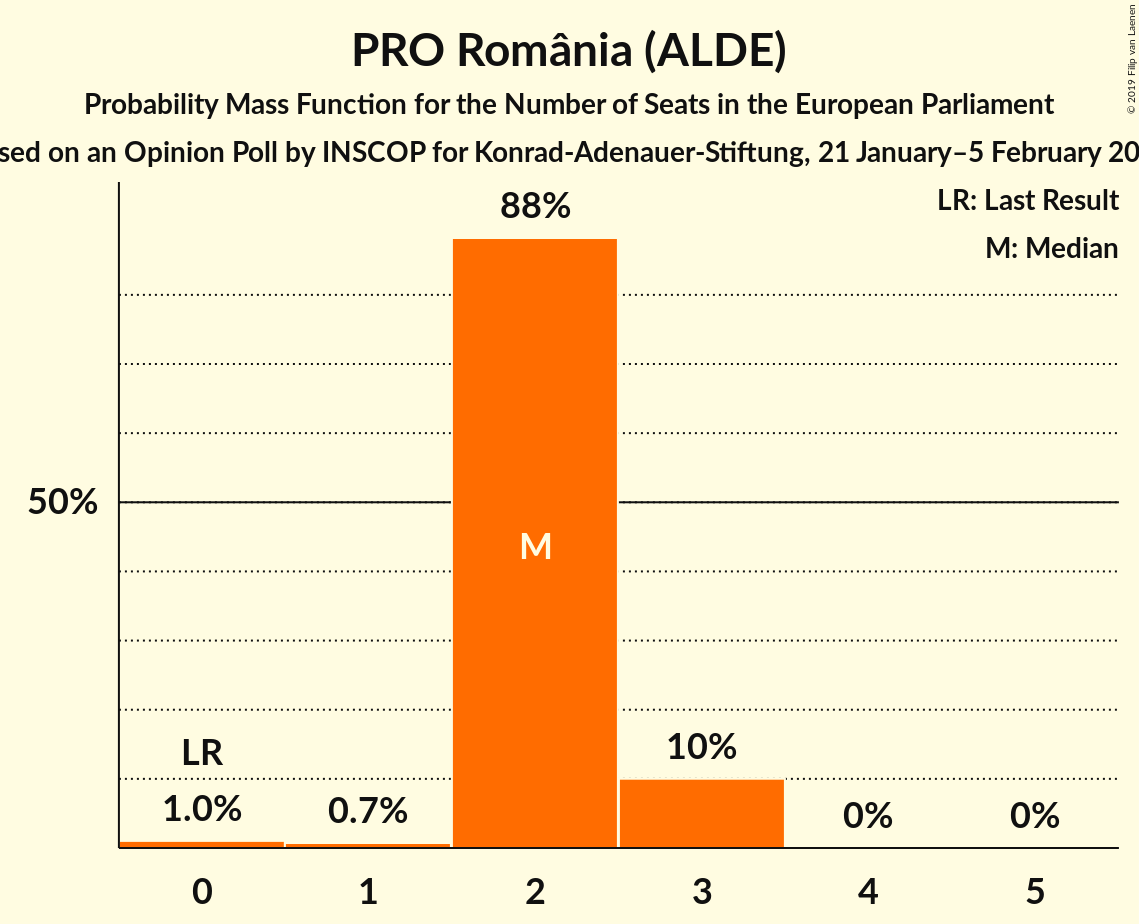 PRO România (ALDE)
Probability Mass Function for the Number of Seats in the European Parliament
sed on an Opinion Poll by INSCOP for Konrad-Adenauer-Stiftung, 21 January–5 February 20
© 2019 Filip van Laenen
LR: Last Result
M: Median
88%
50%
M
LR
10%
1.0%
0.7%
0%
0%
0
1
2
3
4
5